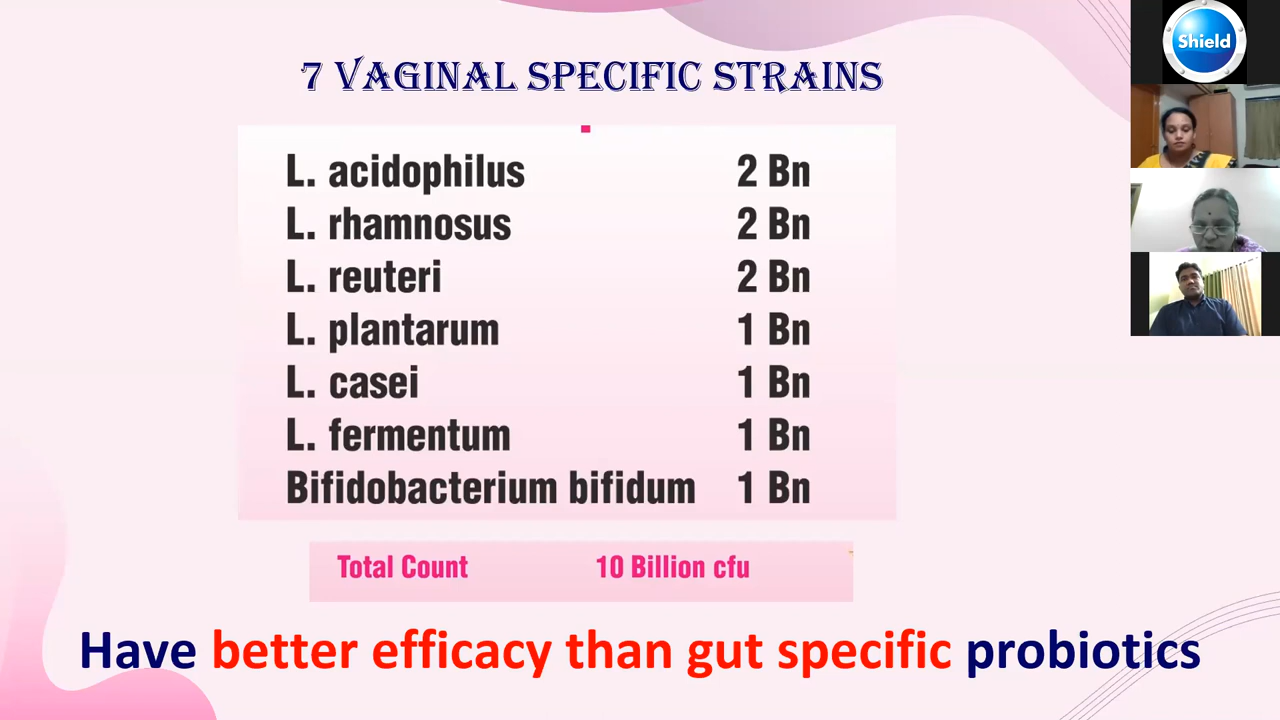 7 VAGINAL SPECIFIC STRAINS
L. acidophilus 2 Bn
L. rhamnosus 2 Bn
L. reuteri 2 Bn
L. plantarum 1 Bn
L. casei 1 Bn
L. fermentum 1 Bn
Bifidobacterium bifidum 1 Bn
Total Count 10 Billion cfu
Have better efficacy than gut specific probiotics
Shield